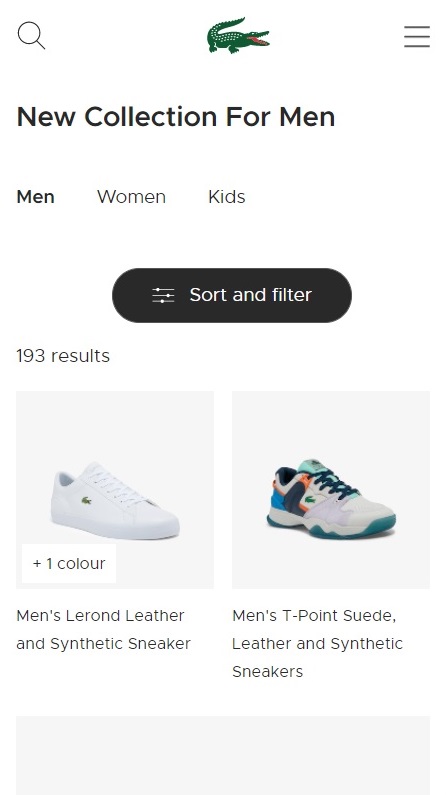 New Collection For Men
Men Women Kids
Sort and filter
193 results
+ 1 colour
Men's Lerond Leather
and Synthetic Sneaker
Men's T-Point Suede,
Leather and Synthetic
Sneakers